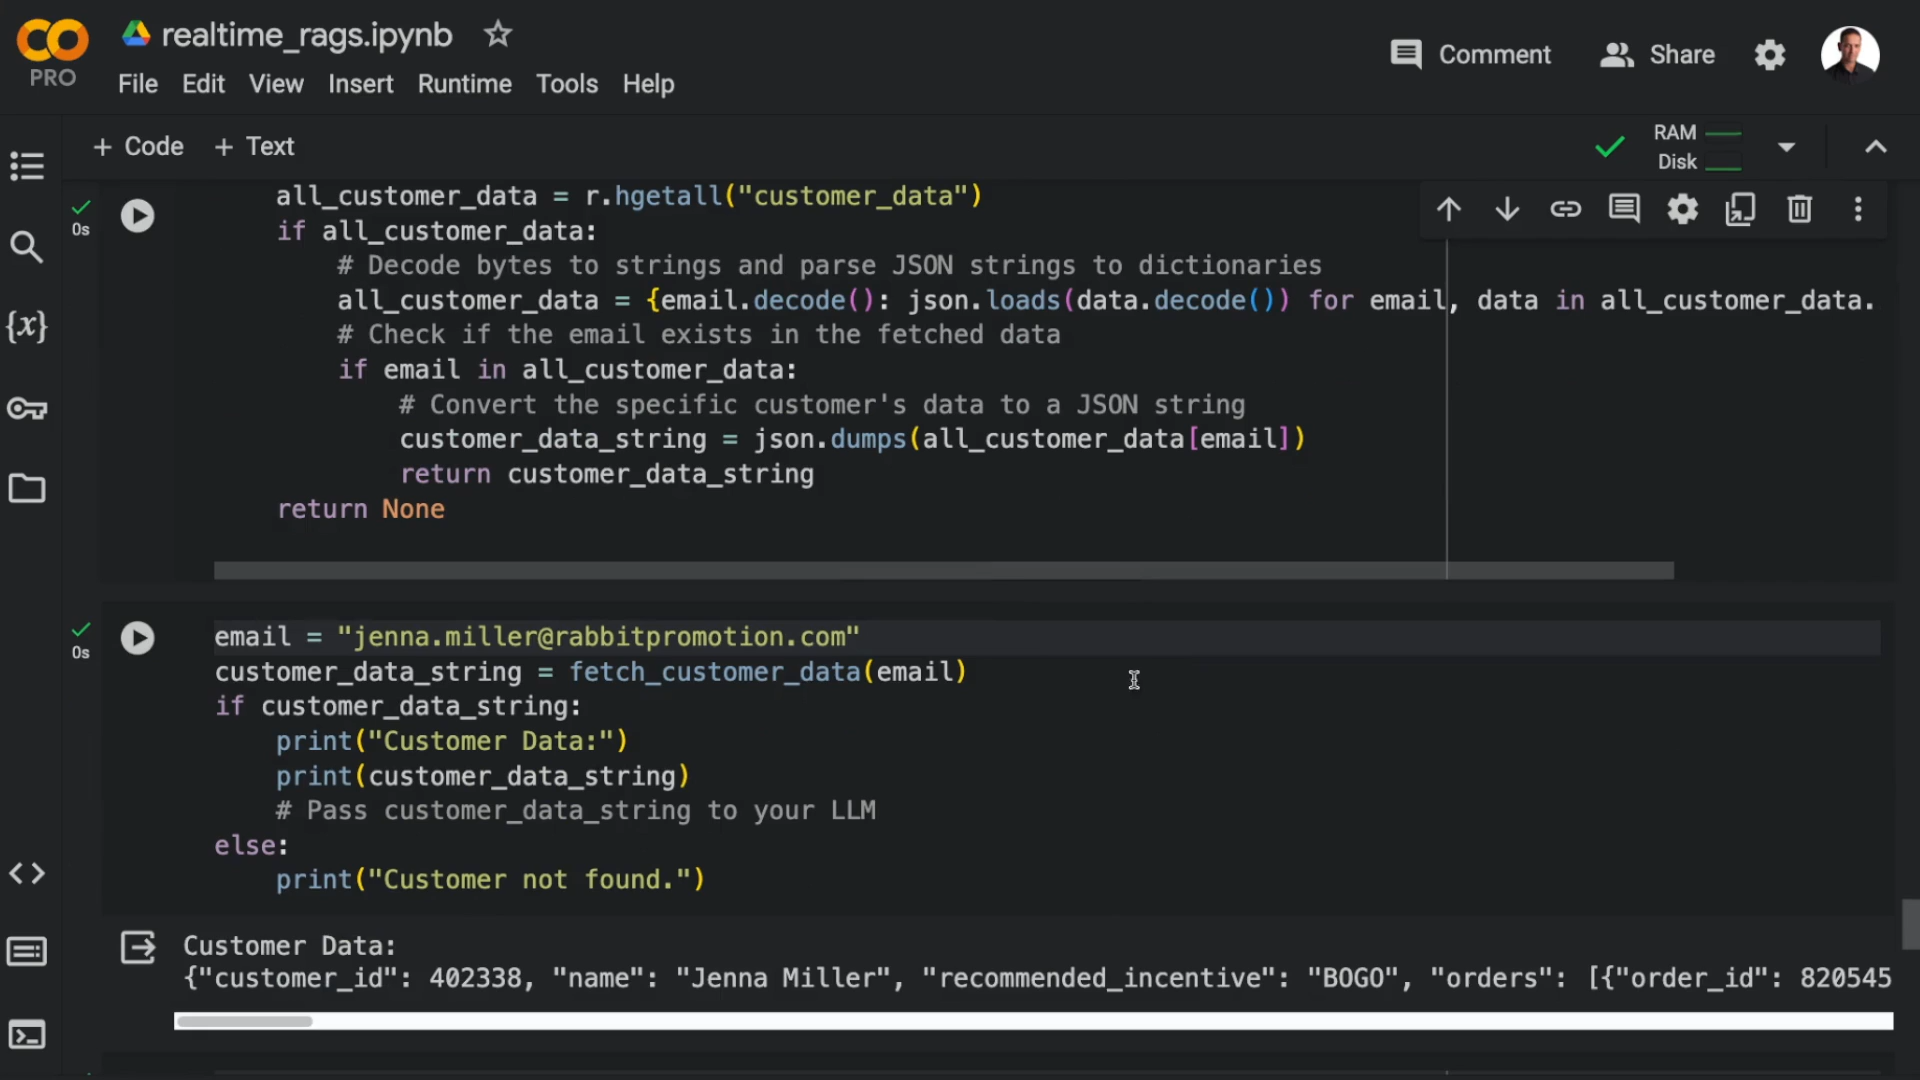 realtime_rags.ipynb
PRO
File Edit View Insert Runtime Tools Help
Comment Share
+ Code + Text
RAM
Disk
all_customer_data = r.hgetall("customer_data")
0s
if all_customer_data:
# Decode bytes to strings and parse JSON strings to dictionaries
all_customer_data = {email.decode(): json.loads(data.decode()) for email, data in all_customer_data.
# Check if the email exists in the fetched data
if email in all_customer_data:
# Convert the specific customer's data to a JSON string
customer_data_string = json.dumps(all_customer_data[email])
return customer_data_string
return None
email = "jenna.miller@rabbitpromotion.com"
0s
customer_data_string = fetch_customer_data(email)
if customer_data_string:
print("Customer Data:")
print(customer_data_string)
# Pass customer_data_string to your LLM
else:
print("Customer not found.")
Customer Data:
{"customer_id": 402338, "name": "Jenna Miller", "recommended_incentive": "BOGO", "orders": [{"order_id": 820545